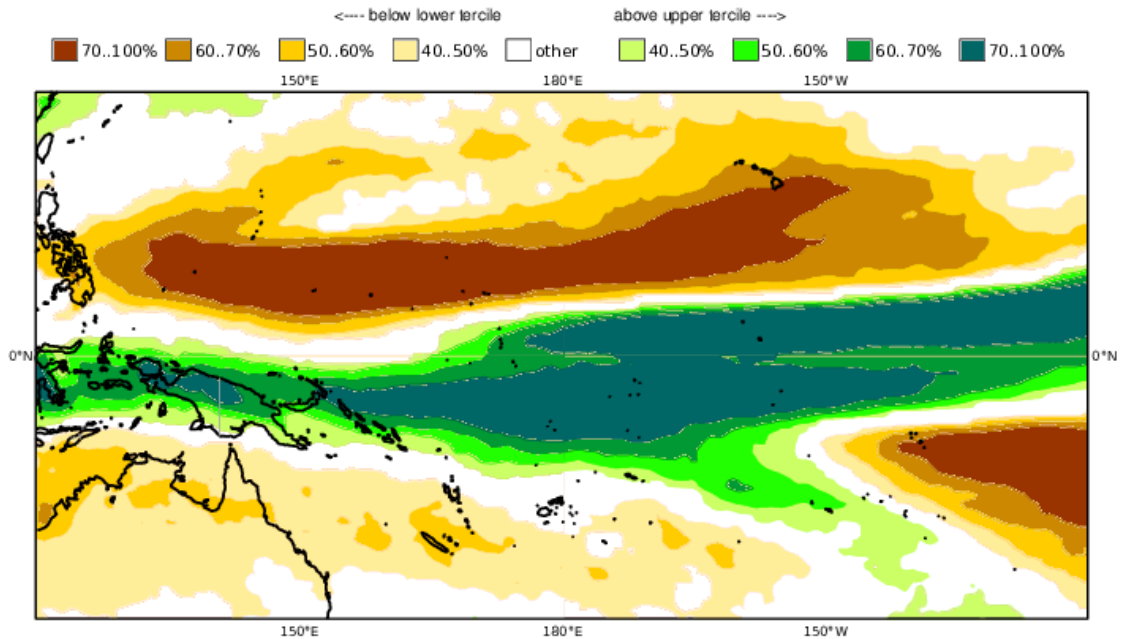 <---- below lower tercile above upper tercile ---->
70..100% 60..70% 50..60% 40..50% other 40..50% 50..60% 60..70% 70..100%
150°E 180°E 150°W
0°N 0°N
150°E 180°E 150°W